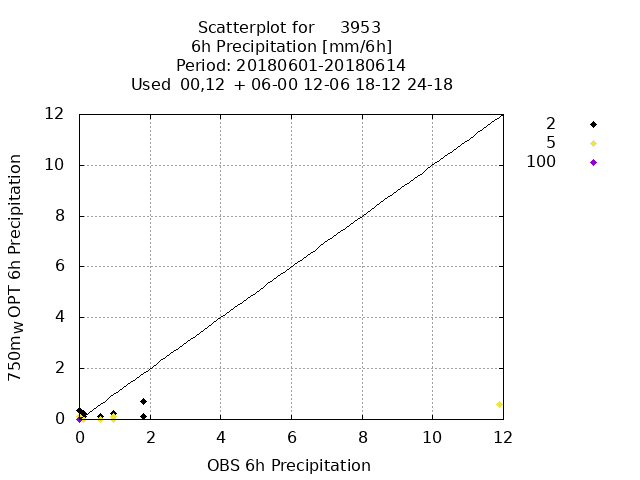 Scatterplot for 3953
6h Precipitation [mm/6h]
Period: 20180601-20180614
Used 00,12 + 06-00 12-06 18-12 24-18
12
10
8
6
4
2
0
0 2 4 6 8 10 12
750mW OPT 6h Precipitation
OBS 6h Precipitation
2
5
100